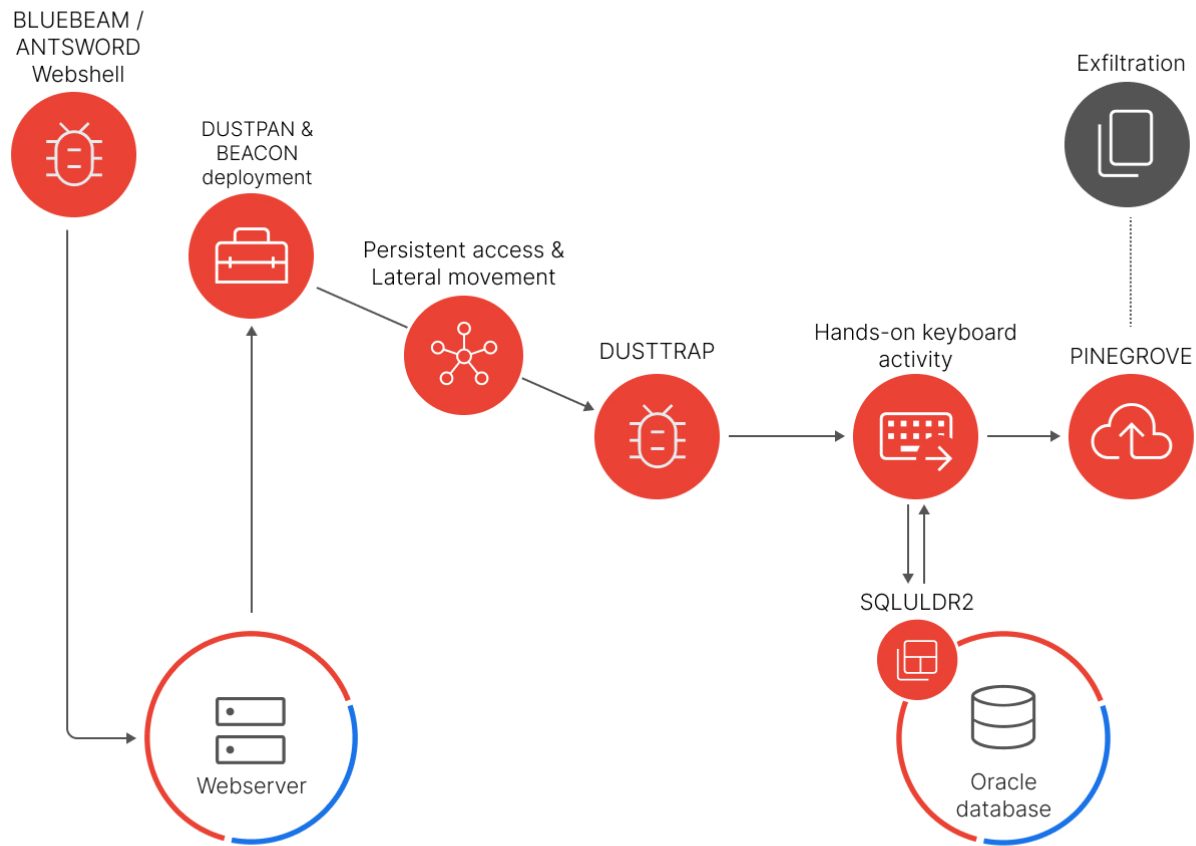 BLUEBEAM /
ANTSWORD
Webshell
DUSTPAN &
BEACON
deployment
Persistent access &
Lateral movement
DUSTTRAP
Hands-on keyboard
activity
Exfiltration
PINEGROVE
SQLULDR2
Webserver
Oracle
database